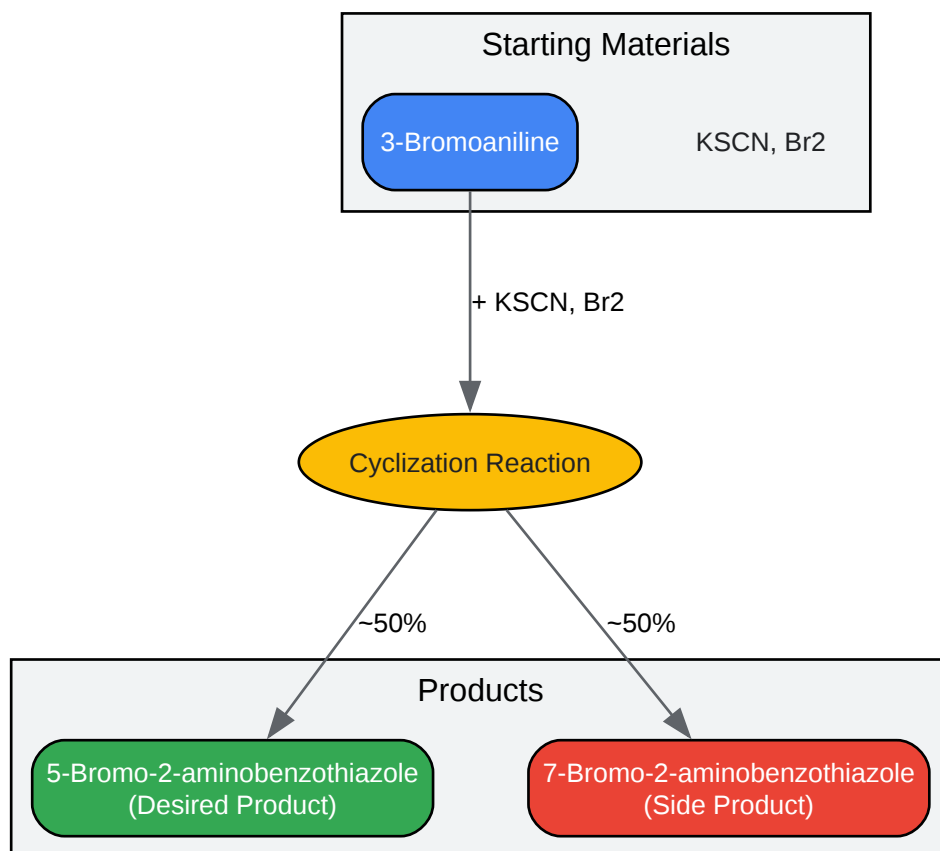 Starting Materials
3-Bromoaniline
KSCN, Br2
+ KSCN, Br2
Cyclization Reaction
~50%
~50%
Products
5-Bromo-2-aminobenzothiazole
(Desired Product)
7-Bromo-2-aminobenzothiazole
(Side Product)